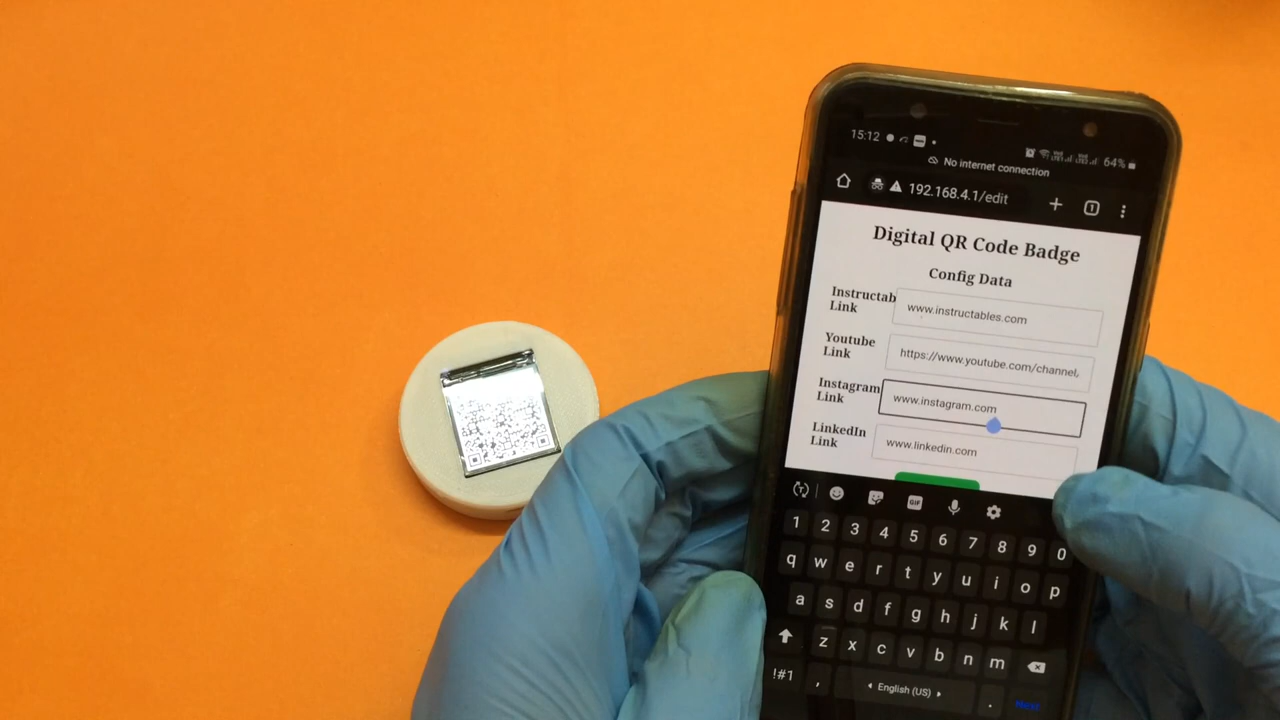 15:12
64%
No internet connection
192.168.4.1/edit
1
Digital QR Code Badge
Config Data
Instructab
Link
www.instructables.com
Youtube
Link
https://www.youtube.com/channel,
Instagram
Link
www.instagram.com
LinkedIn
Link
www.linkedin.com
T
GIF
1 2 3 4 5 6 7 8 9 0
q w e r t y u i o p
a s d f g h j k l
z x c v b n m
!#1 , English (US) . Next